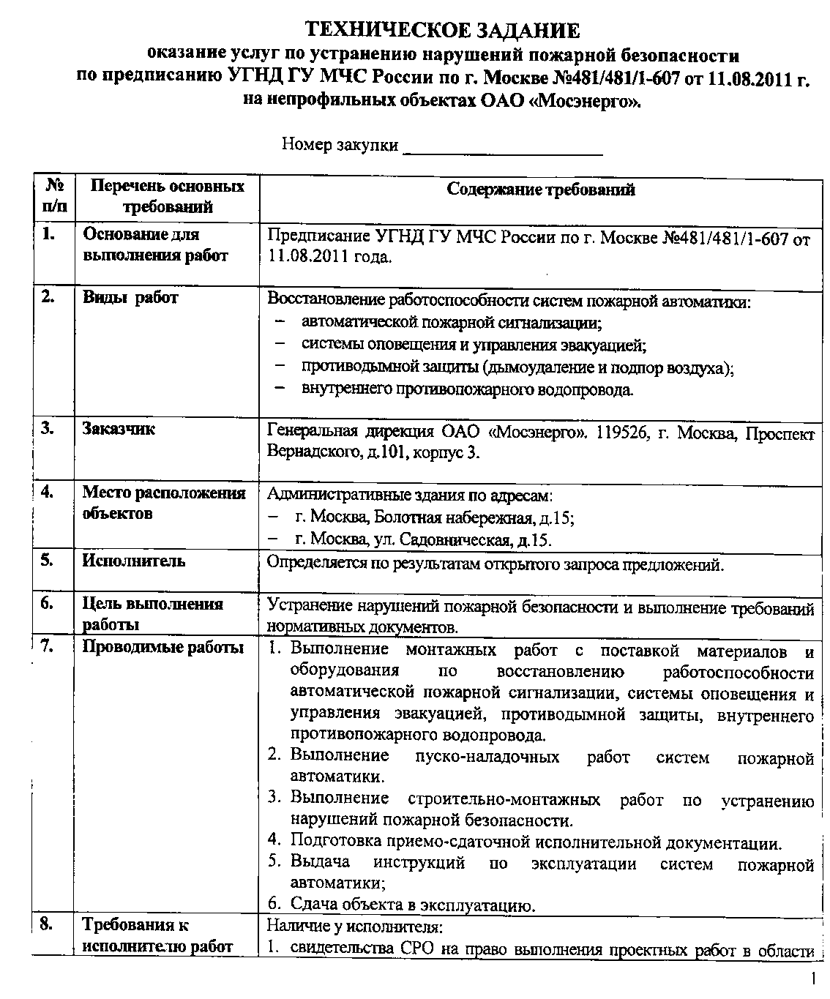 ТЕХНИЧЕСКОЕ ЗАДАНИЕ
оказание услуг по устранению нарушений пожарной безопасности
по предписанию УГНД ГУ МЧС России по г. Москве №481/481/1-607 от 11.08.2011 г.
на непрофильных объектах ОАО «Мосэнерго».
Номер закупки ____________________
№ п/п
Перечень основных требований
Содержание требований
1.
Основание для
выполнения работ
Предписание УГНД ГУ МЧС России по г. Москве №481/481/1-607 от
11.08.2011 года.
2.
Виды работ
Восстановление работоспособности систем пожарной автоматики:
– автоматической пожарной сигнализации;
– системы оповещения и управления эвакуацией;
– противодымной защиты (дымоудаление и подпор воздуха);
– внутреннего противопожарного водопровода.
3.
Заказчик
Генеральная дирекция ОАО «Мосэнерго». 119526, г. Москва, Проспект
Вернадского, д.101, корпус 3.
4.
Место расположения
объектов
Административные здания по адресам:
– г. Москва, Болотная набережная, д.15;
– г. Москва, ул. Садовническая, д.15.
5.
Исполнитель
Определяется по результатам открытого запроса предложений.
6.
Цель выполнения
работы
Устранение нарушений пожарной безопасности и выполнение требований
нормативных документов.
7.
Проводимые работы
1. Выполнение монтажных работ с поставкой материалов и
оборудования по восстановлению работоспособности
автоматической пожарной сигнализации, системы оповещения и
управления эвакуацией, противодымной защиты, внутреннего
противопожарного водопровода.
2. Выполнение пуско-наладочных работ систем пожарной
автоматики.
3. Выполнение строительно-монтажных работ по устранению
нарушений пожарной безопасности.
4. Подготовка приемо-сдаточной исполнительной документации.
5. Выдача инструкций по эксплуатации систем пожарной
автоматики;
6. Сдача объекта в эксплуатацию.
8.
Требования к
исполнителю работ
Наличие у исполнителя:
1. свидетельства СРО на право выполнения проектных работ в области
1